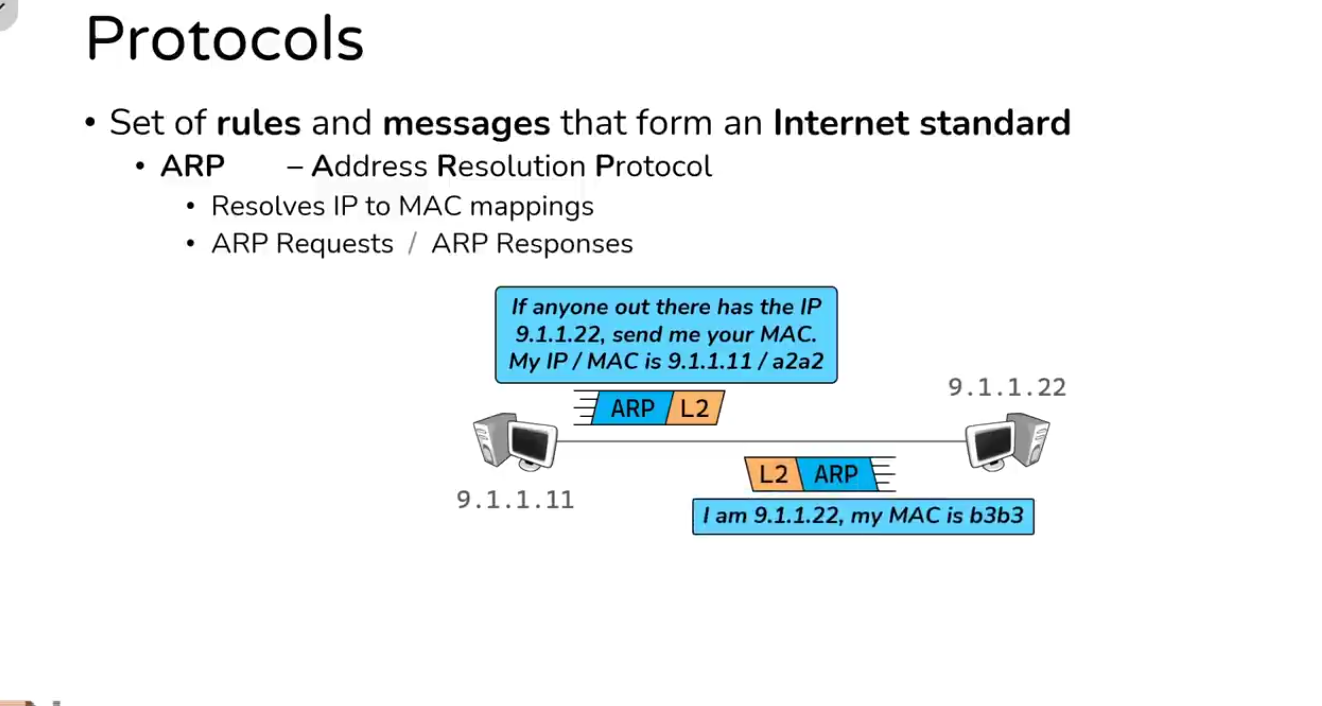 Protocols
• Set of rules and messages that form an Internet standard
• ARP – Address Resolution Protocol
• Resolves IP to MAC mappings
• ARP Requests / ARP Responses
If anyone out there has the IP
9.1.1.22, send me your MAC.
My IP / MAC is 9.1.1.11 / a2a2
9.1.1.22
ARP L2
L2 ARP
9.1.1.11
I am 9.1.1.22, my MAC is b3b3